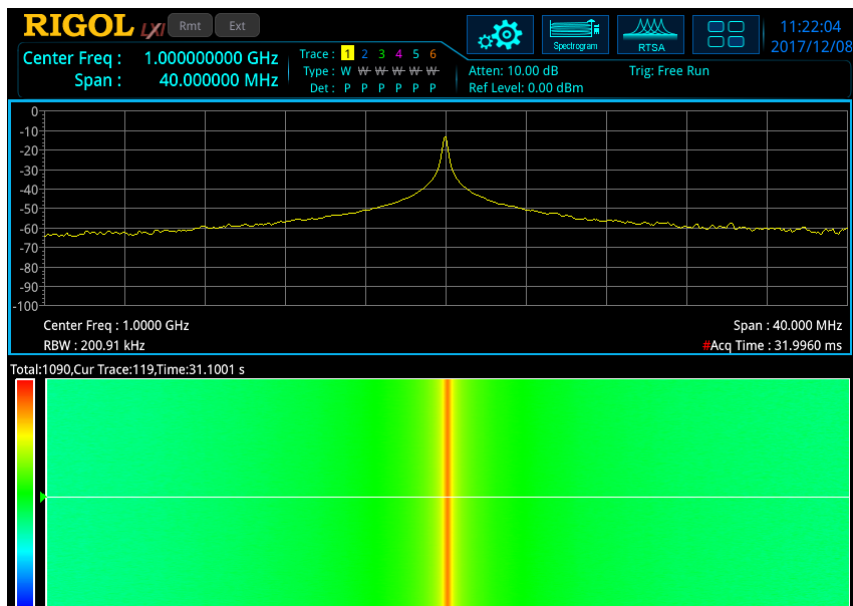 RIGOL LXI Rmt Ext
Spectrogram RTSA 11:22:04
2017/12/08
Center Freq : 1.000000000 GHz
Span : 40.000000 MHz
Trace : 1 2 3 4 5 6
Type : W W W W W W
Det : P P P P P P
Atten: 10.00 dB Trig: Free Run
Ref Level: 0.00 dBm
0
-10
-20
-30
-40
-50
-60
-70
-80
-90
-100
Center Freq : 1.0000 GHz Span : 40.000 MHz
RBW : 200.91 kHz #Acq Time : 31.9960 ms
Total:1090,Cur Trace:119,Time:31.1001 s